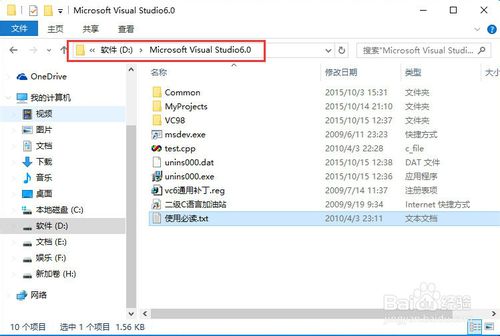 Microsoft Visual Studio6.0
文件 主页 共享 查看
« 软件 (D:) › Microsoft Visual Studio6.0
搜索"Microsoft Visual Stu...
OneDrive
我的计算机
视频
图片
文档
下载
音乐
桌面
本地磁盘 (C:)
软件 (D:)
文档 (E:)
娱乐 (F:)
新加卷 (H:)
网络
名称 修改日期 类型
Common 2015/10/3 15:31 文件夹
MyProjects 2015/10/14 21:10 文件夹
VC98 2015/10/15 12:37 文件夹
msdev.exe 2009/6/11 23:23 快捷方式
test.cpp 2010/4/3 22:28 c_file
unins000.dat 2015/10/15 12:38 DAT 文件
unins000.exe 2015/10/15 12:36 应用程序
vc6通用补丁.reg 2009/7/14 11:37 注册表项
二级C语言加油站 2009/9/19 9:34 Internet 快捷方式
使用必读.txt 2010/4/3 23:11 文本文档
10 个项目 选中 1 个项目 1.56 KB
Baidu 经验